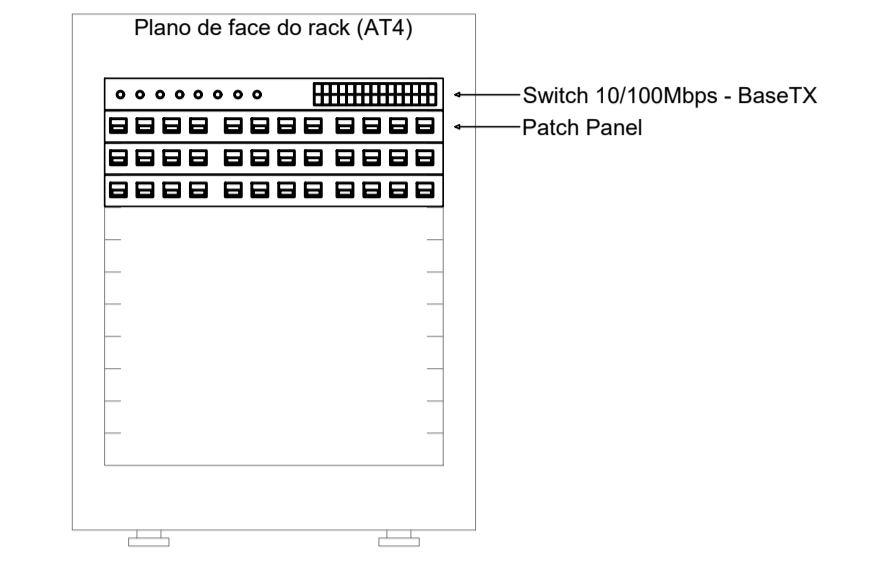 Plano de face do rack (AT4)
Switch 10/100Mbps - BaseTX
Patch Panel